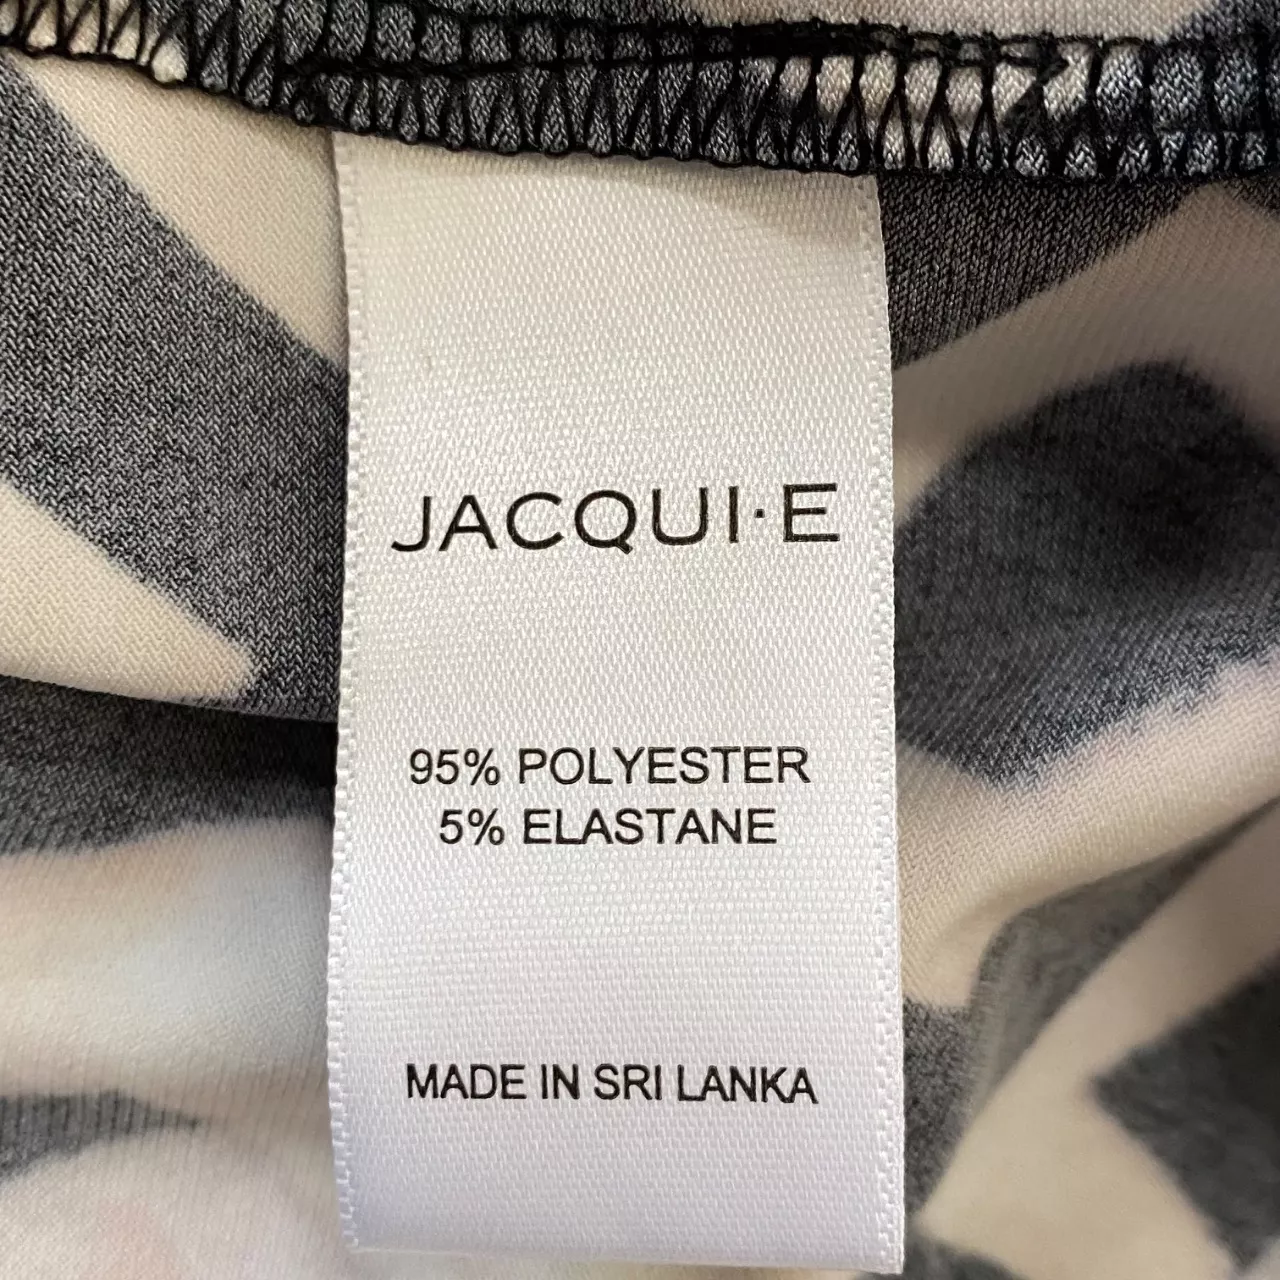 JACQUI·E
95% POLYESTER
5% ELASTANE
MADE IN SRI LANKA